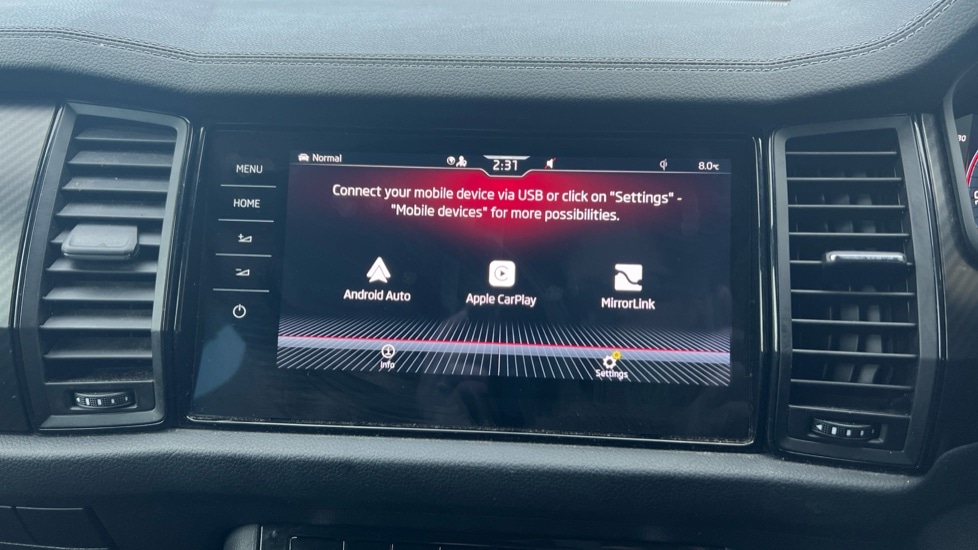 Normal
2:31
8.0°C
MENU
HOME
Connect your mobile device via USB or click on "Settings" -
"Mobile devices" for more possibilities.
Android Auto
Apple CarPlay
MirrorLink
Info
Settings